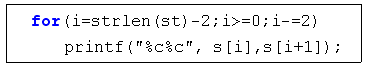 for(i=strlen(st)-2;i>=0;i-=2)
printf("%c%c", s[i],s[i+1]);